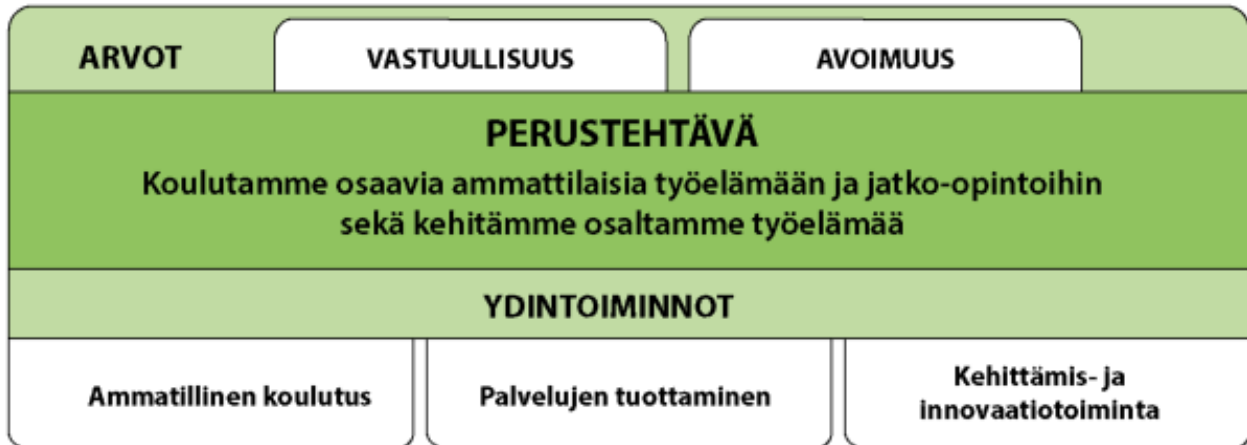 ARVOT VASTUULLISUUS AVOIMUUS
PERUSTEHTÄVÄ
Koulutamme osaavia ammattilaisia työelämään ja jatko-opintoihin
sekä kehitämme osaltamme työelämää
YDINTOIMINNOT
Ammatillinen koulutus
Palvelujen tuottaminen
Kehittämis- ja
innovaatiotoiminta